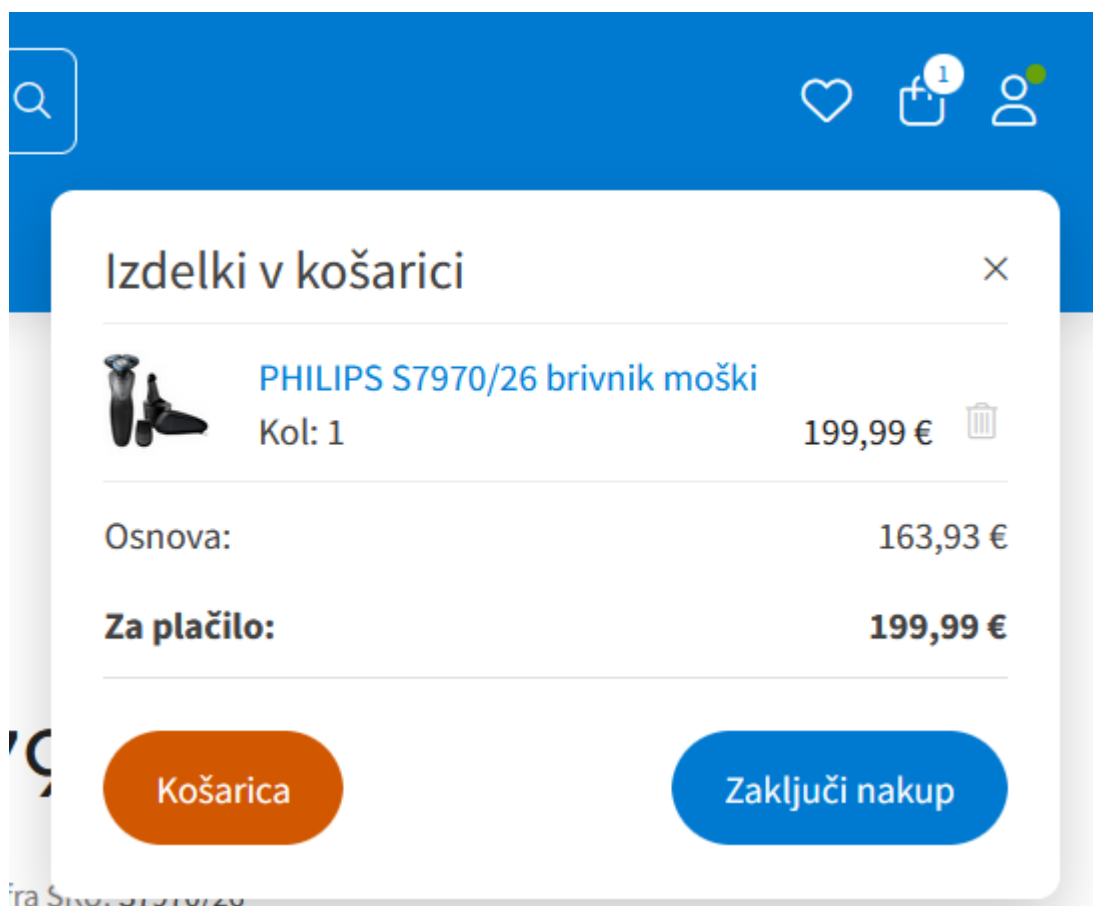 1
Izdelki v košarici
PHILIPS S7970/26 brivnik moški
Kol: 1
199,99 €
Osnova:
163,93 €
Za plačilo:
199,99 €
Košarica
Zaključi nakup